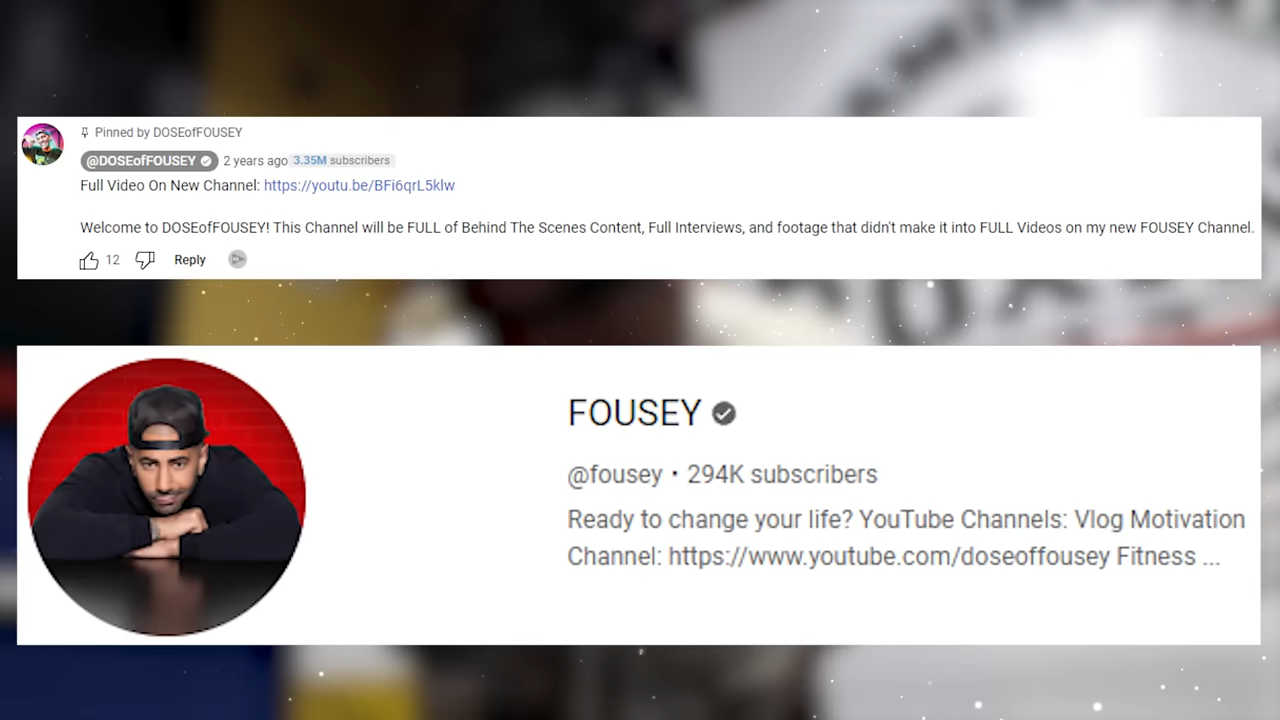 Pinned by DOSEofFOUSEY
@DOSEofFOUSEY 2 years ago 3.35M subscribers
Full Video On New Channel: https://youtu.be/BFi6qrL5klw
Welcome to DOSEofFOUSEY! This Channel will be FULL of Behind The Scenes Content, Full Interviews, and footage that didn't make it into FULL Videos on my new FOUSEY Channel.
12 Reply
FOUSEY
@fousey • 294K subscribers
Ready to change your life? YouTube Channels: Vlog Motivation
Channel: https://www.youtube.com/doseoffousey Fitness ...